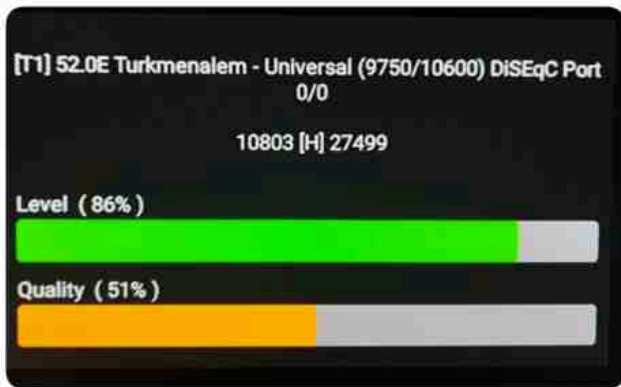 [T1] 52.0E Turkmenalem - Universal (9750/10600) DiSEqC Port
0/0
10803 [H] 27499
Level ( 86% )
Quality ( 51% )